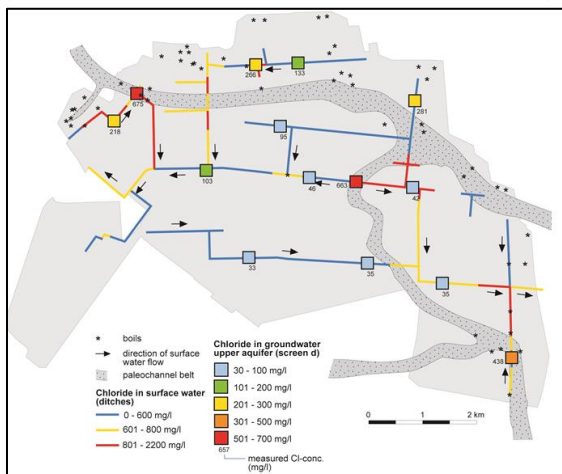 266
133
675
218
281
95
103
46
663
42
33
35
35
438
* boils
direction of surface
water flow
paleochannel belt
Chloride in surface water
(ditches)
0 - 600 mg/l
601 - 800 mg/l
801 - 2200 mg/l
Chloride in groundwater
upper aquifer (screen d)
30 - 100 mg/l
101 - 200 mg/l
201 - 300 mg/l
301 - 500 mg/l
501 - 700 mg/l
657
measured Cl-conc.
(mg/l)
0 1 2 km